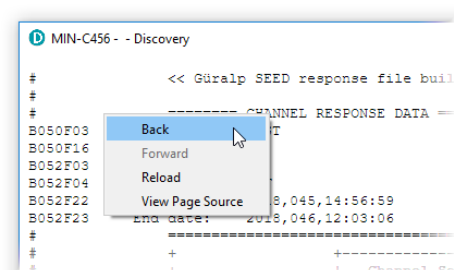 MIN-C456 - - Discovery
# << Güralp SEED response file buil
#
# ======== CHANNEL RESPONSE DATA ==
B050F03
Back
B050F16
Forward
B052F03
Reload
B052F04
View Page Source
B052F22 2018,045,14:56:59
B052F23 End date: 2018,046,12:03:06
# ==================================
# + +-------------